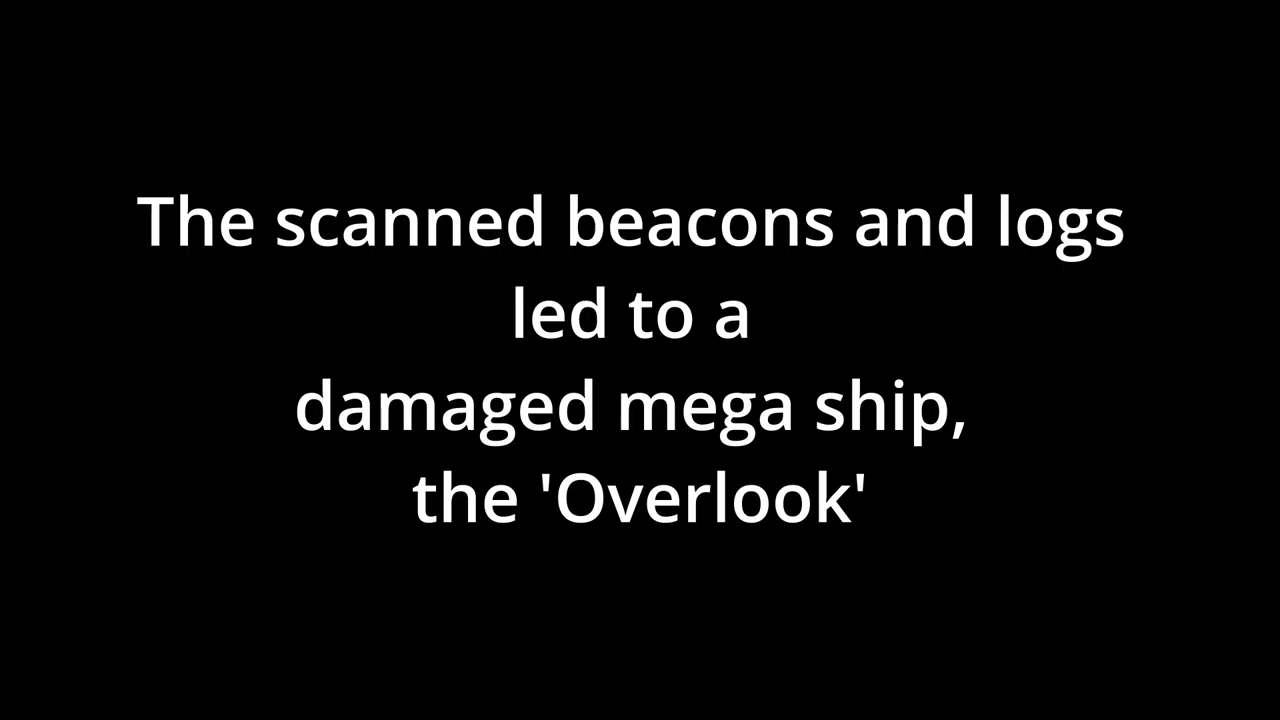 The scanned beacons and logs
led to a
damaged mega ship,
the 'Overlook'